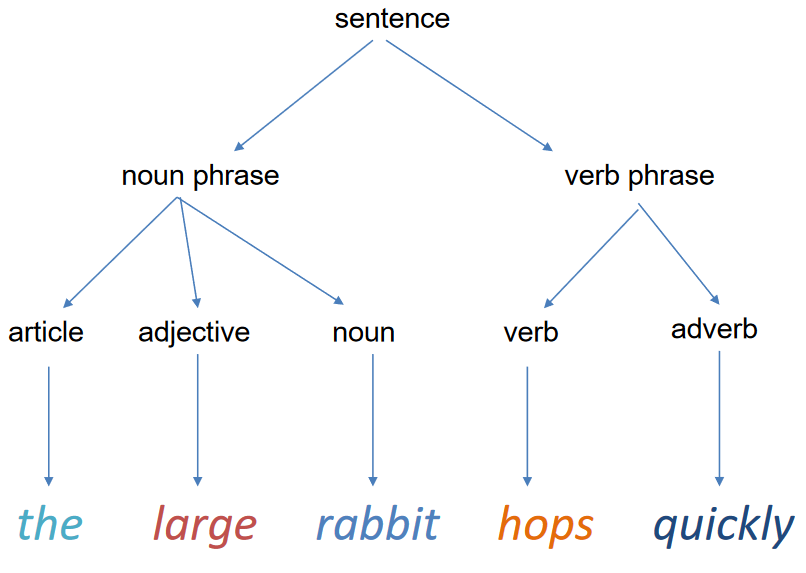 sentence
noun phrase verb phrase
article adjective noun verb adverb
the large rabbit hops quickly